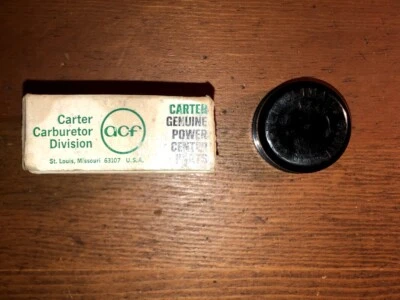 Carter
Carburetor
Division
acf
St. Louis, Missouri 63107 U.S.A.
CARTER
GENUINE
POWER
CENTER
PARTS